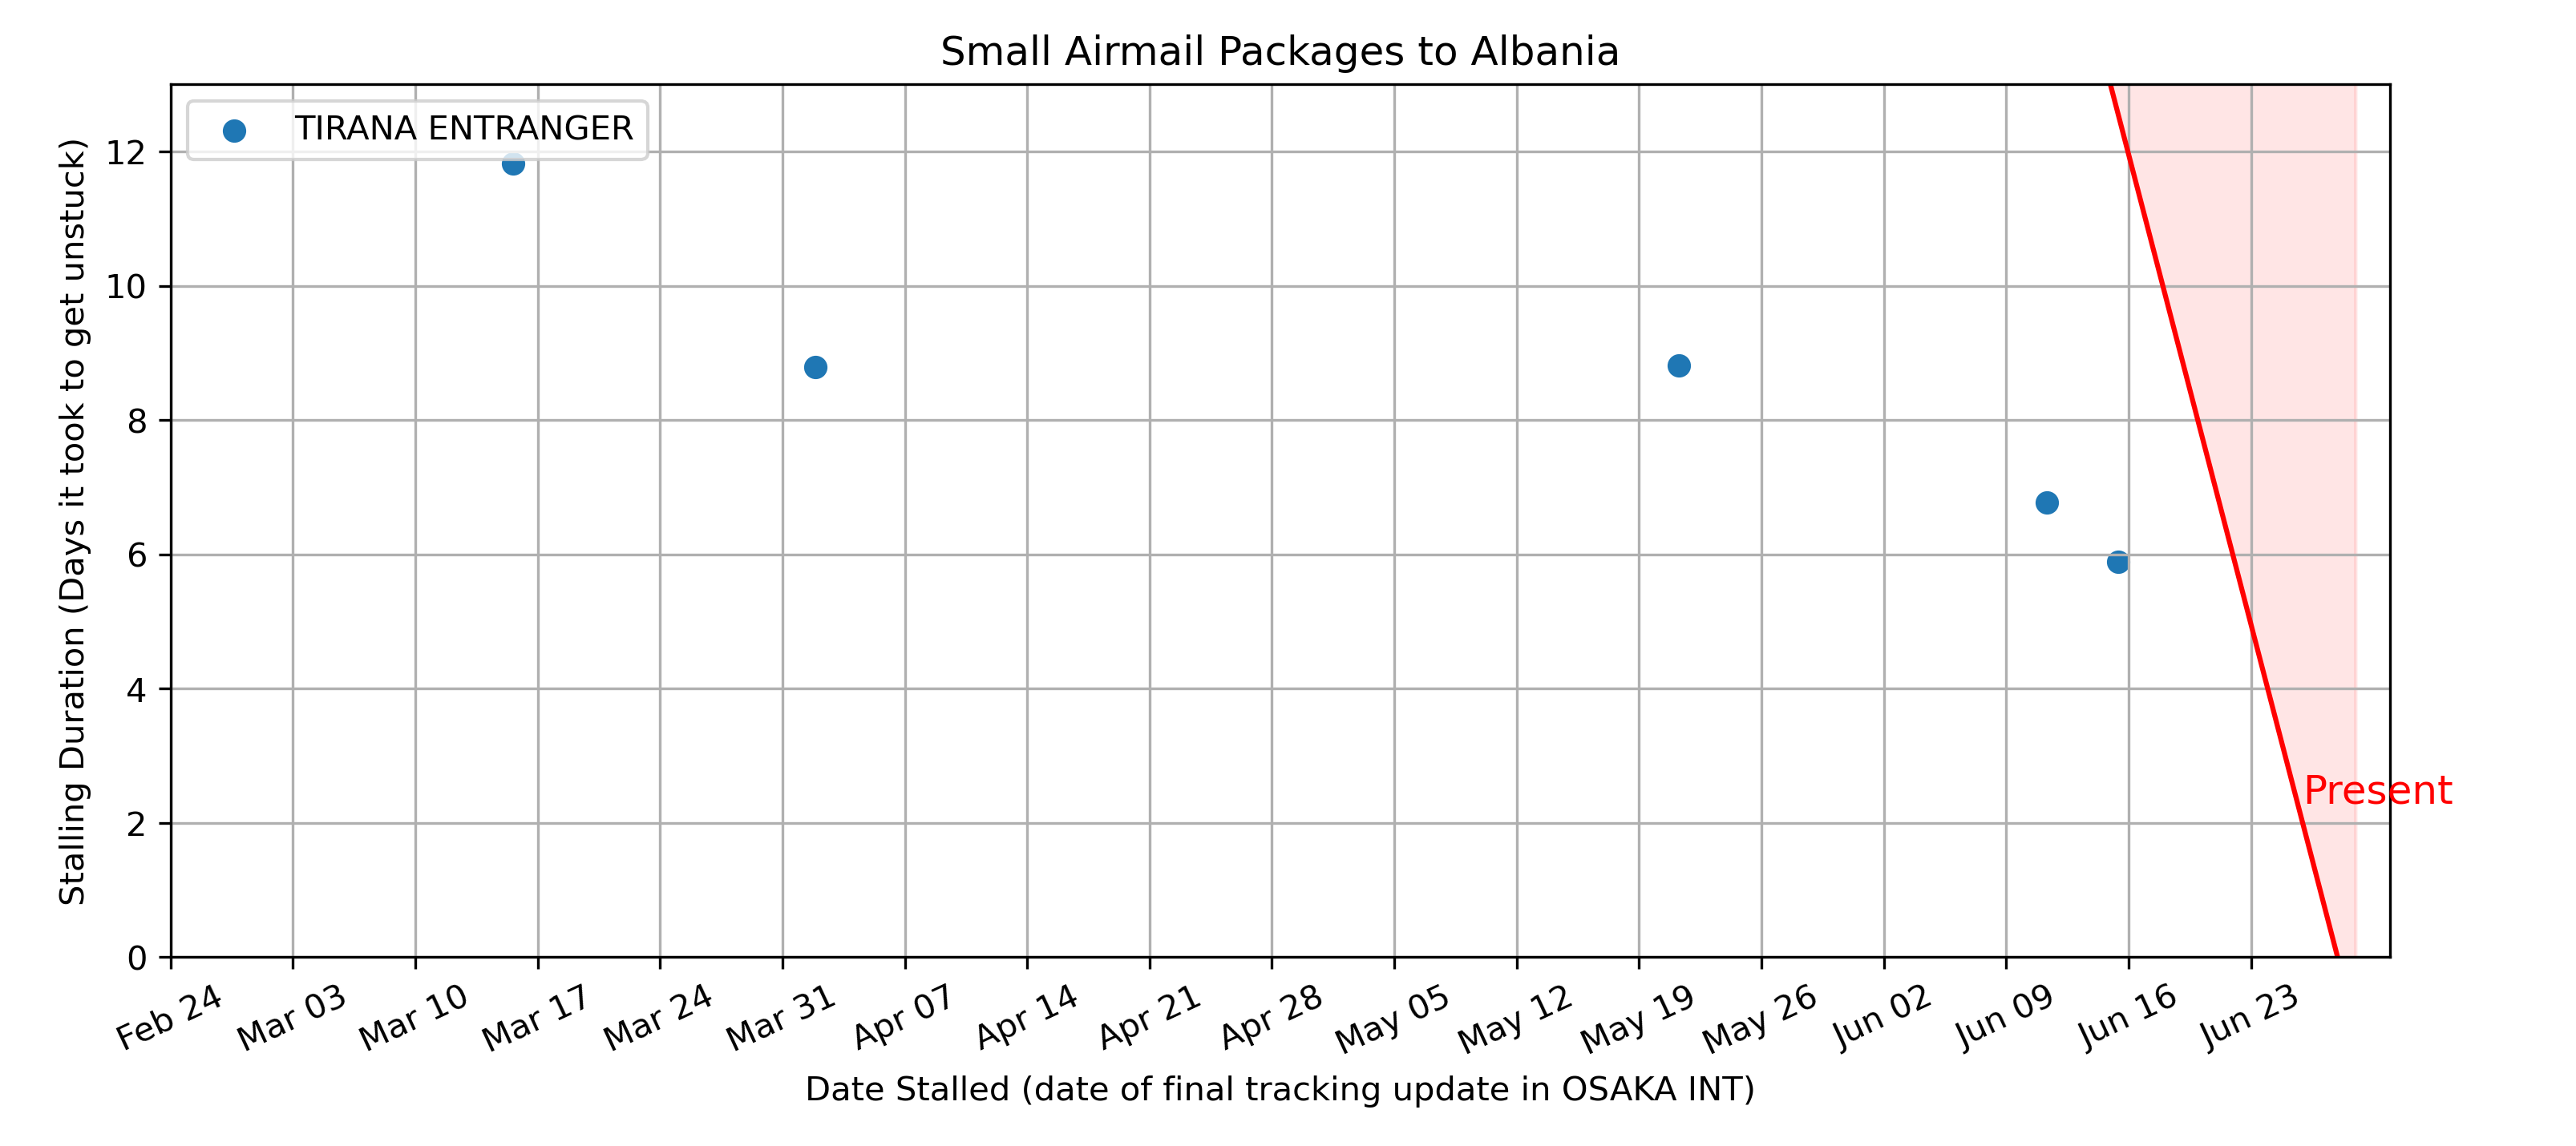 Small Airmail Packages to Albania
TIRANA ENTRANGER
Stalling Duration (Days it took to get unstuck)
12
10
8
6
4
2
0
Present
Feb 24
Mar 03
Mar 10
Mar 17
Mar 24
Mar 31
Apr 07
Apr 14
Apr 21
Apr 28
May 05
May 12
May 19
May 26
Jun 02
Jun 09
Jun 16
Jun 23
Date Stalled (date of final tracking update in OSAKA INT)